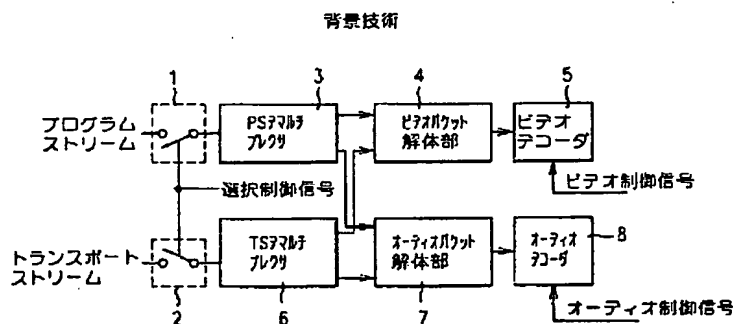 背景技術
1
3
4
5
プログラム
ストリーム
PSデマルチ
プレクサ
ビデオパケット
解体部
ビデオ
デコーダ
選択制御信号
ビデオ制御信号
トランスポート
ストリーム
TSデマルチ
プレクサ
オーディオパケット
解体部
オーディオ
デコーダ
8
2
6
7
オーディオ制御信号